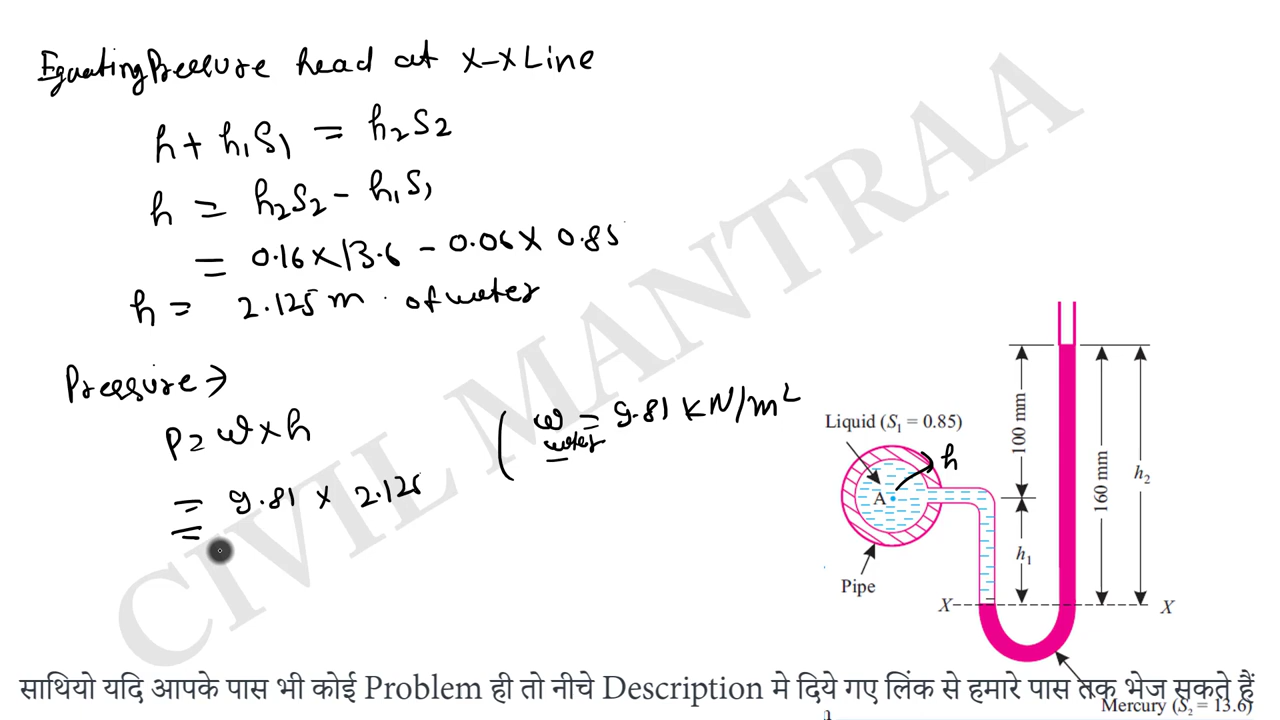 Equating Pressure head at X-X Line
h + h₁S₁ = h₂S₂
h = h₂S₂ - h₁S₁
= 0.16 × 13.6 - 0.06 × 0.85
h = 2.125 m of water
Pressure →
P = ω × h
( ω water = 9.81 KN/m²
= 9.81 × 2.125
=
CIVIL MANTRAA
Liquid (S₁ = 0.85)
h
A
Pipe
100 mm
h₁
160 mm
h₂
X
X
Mercury (S₂ = 13.6)
साथियो यदि आपके पास भी कोई Problem ही तो नीचे Description मे दिये गए लिंक से हमारे पास तक भेज सकते हैं